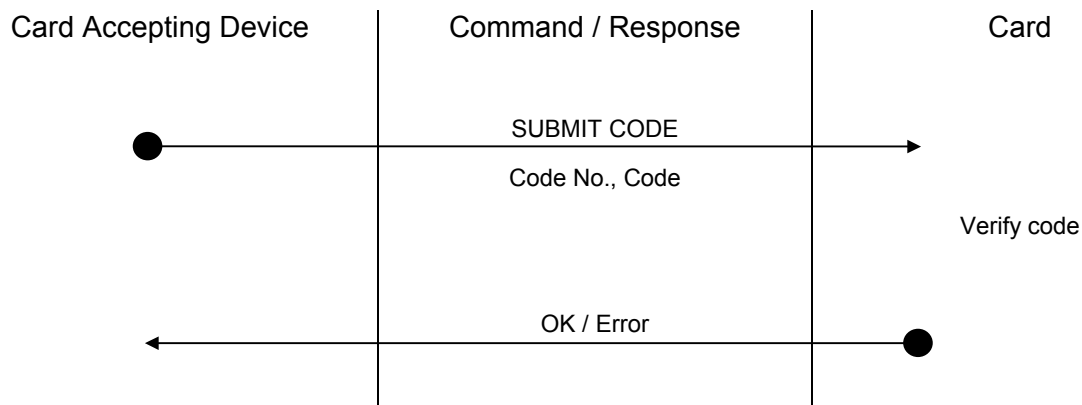 Card Accepting Device
Command / Response
Card
SUBMIT CODE
Code No., Code
Verify code
OK / Error